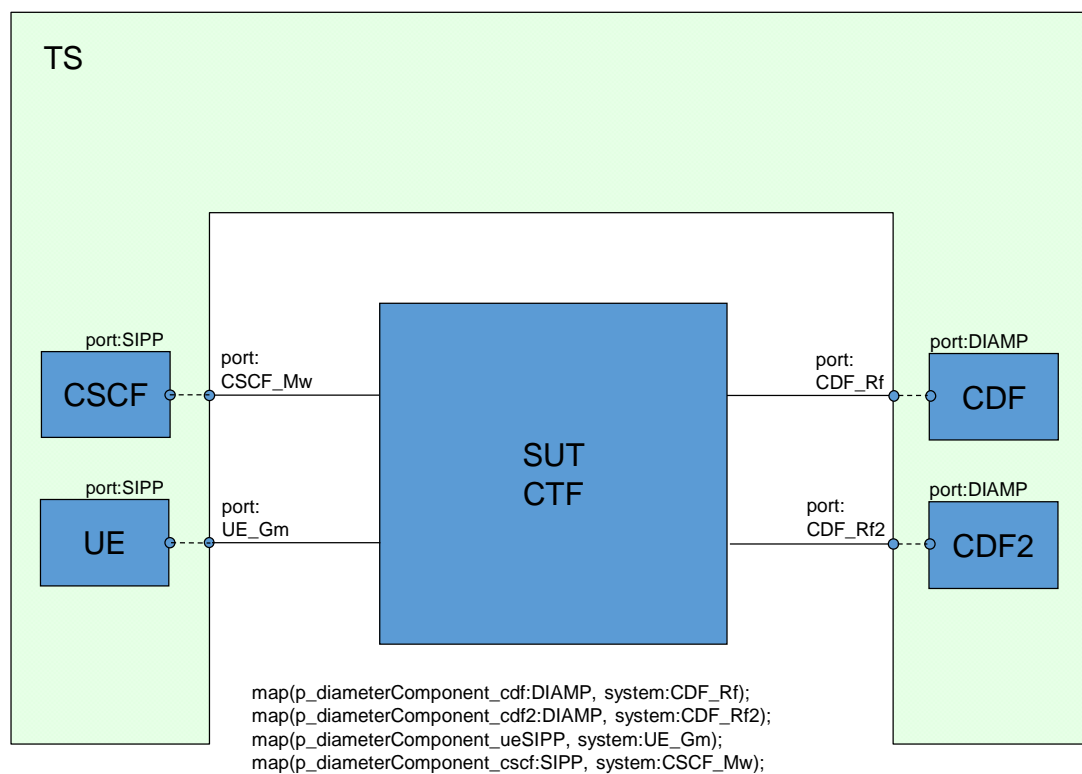 TS
port:SIPP
CSCF
port:
CSCF_Mw
port:
CDF_Rf
port:DIAMP
CDF
SUT
CTF
port:SIPP
UE
port:
UE_Gm
port:
CDF_Rf2
port:DIAMP
CDF2
map(p_diameterComponent_cdf:DIAMP, system:CDF_Rf);
map(p_diameterComponent_cdf2:DIAMP, system:CDF_Rf2);
map(p_diameterComponent_ueSIPP, system:UE_Gm);
map(p_diameterComponent_cscf:SIPP, system:CSCF_Mw);